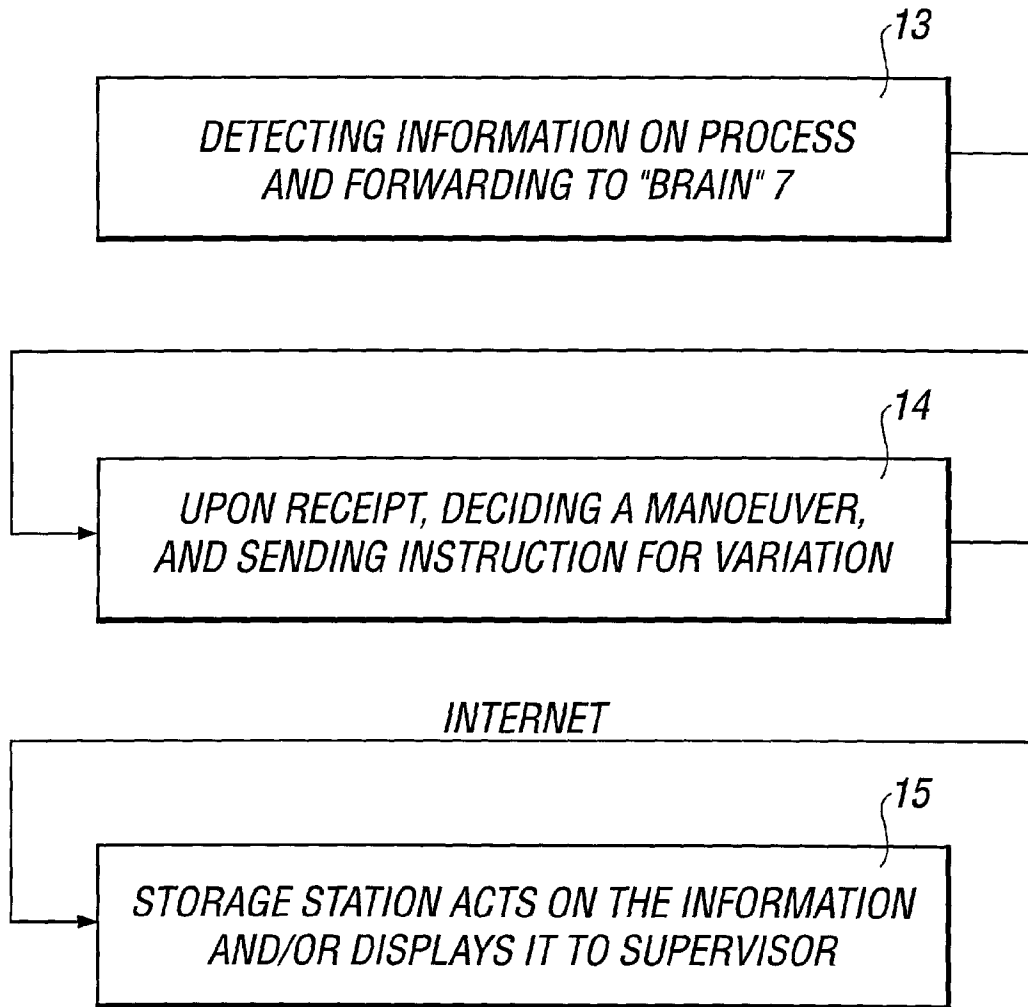 13
DETECTING INFORMATION ON PROCESS
AND FORWARDING TO "BRAIN" 7
14
UPON RECEIPT, DECIDING A MANOEUVER,
AND SENDING INSTRUCTION FOR VARIATION
INTERNET
15
STORAGE STATION ACTS ON THE INFORMATION
AND/OR DISPLAYS IT TO SUPERVISOR